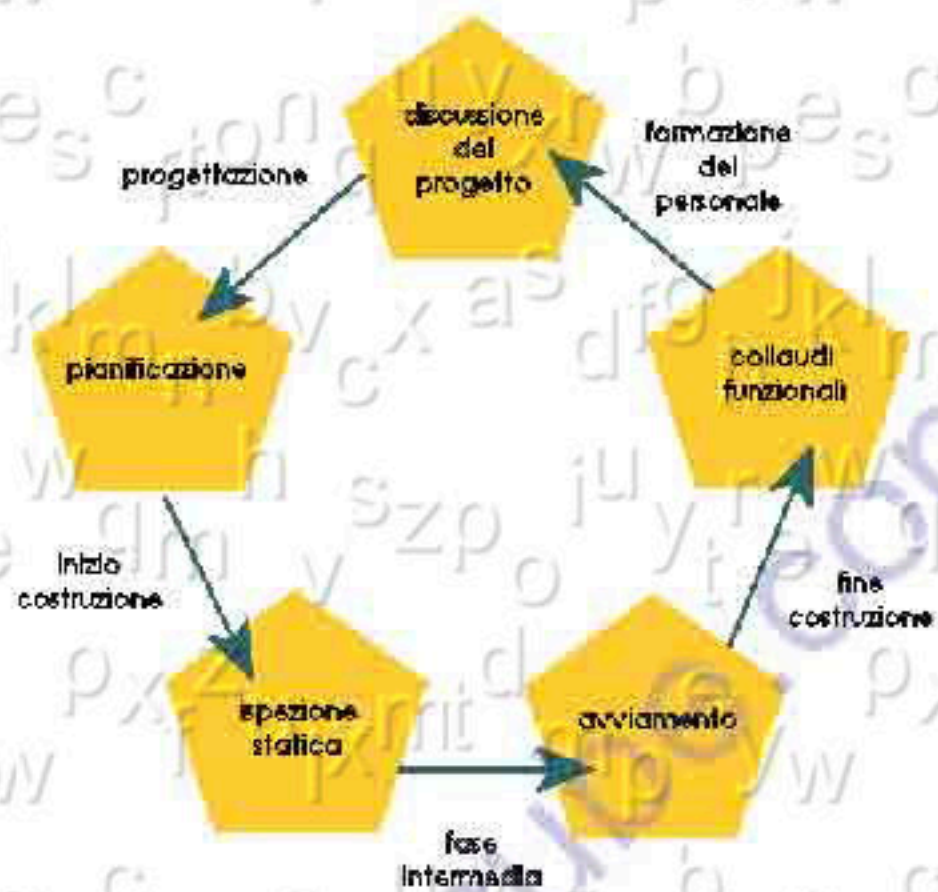 discussione
del
progetto
formazione
del
personale
progettazione
pianificazione
collaudi
funzionali
inizio
costruzione
fine
costruzione
ispezione
statica
avviamento
fase
intermedia